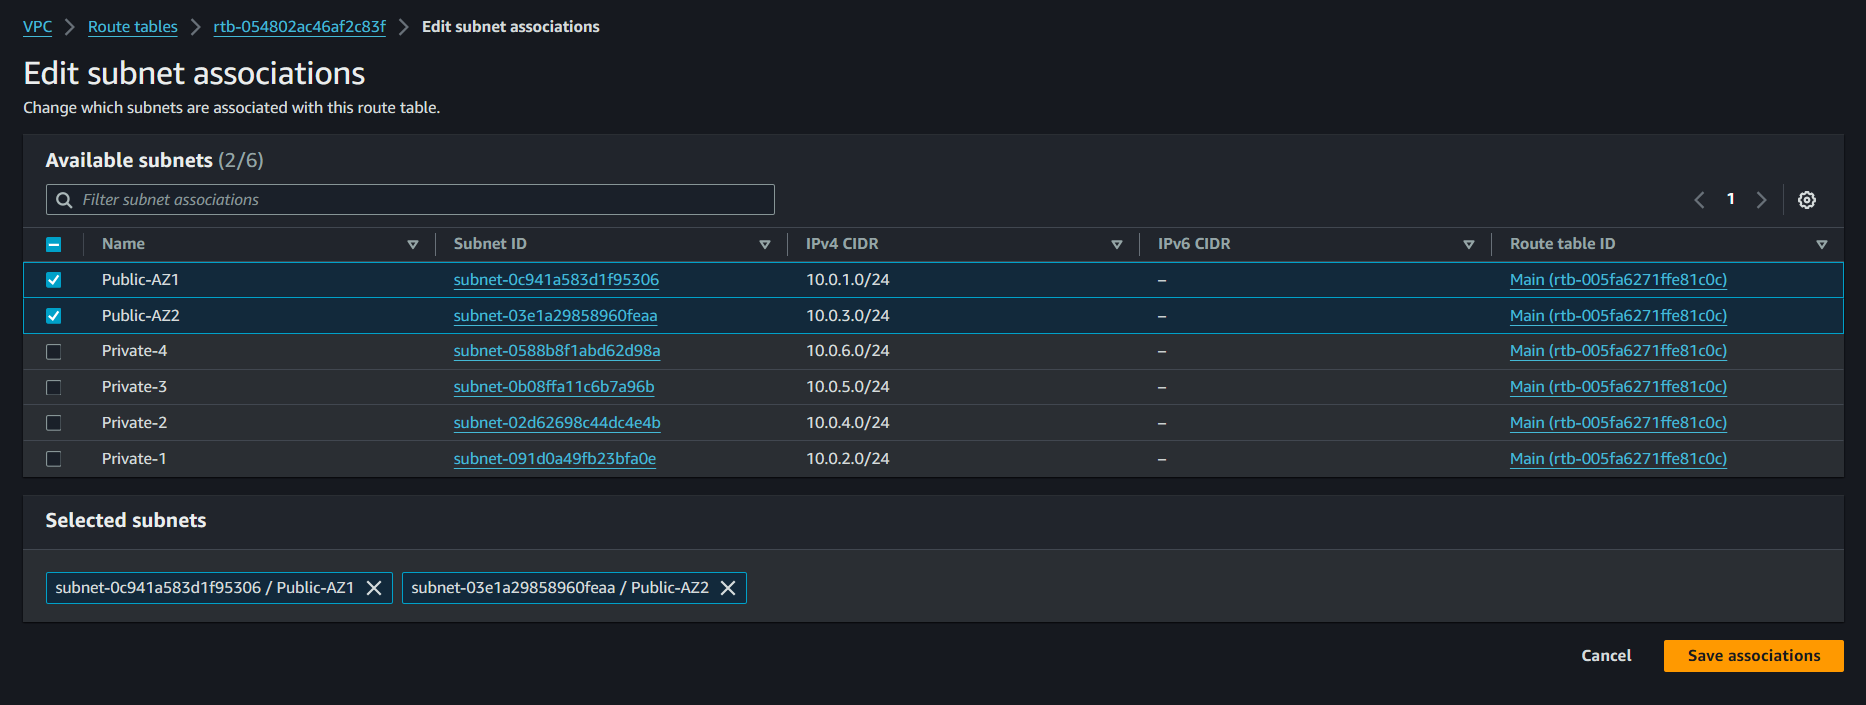 VPC > Route tables > rtb-054802ac46af2c83f > Edit subnet associations
Edit subnet associations
Change which subnets are associated with this route table.
Available subnets (2/6)
Filter subnet associations
1
Name Subnet ID IPv4 CIDR IPv6 CIDR Route table ID
Public-AZ1 subnet-0c941a583d1f95306 10.0.1.0/24 – Main (rtb-005fa6271ffe81c0c)
Public-AZ2 subnet-03e1a29858960feaa 10.0.3.0/24 – Main (rtb-005fa6271ffe81c0c)
Private-4 subnet-0588b8f1abd62d98a 10.0.6.0/24 – Main (rtb-005fa6271ffe81c0c)
Private-3 subnet-0b08ffa11c6b7a96b 10.0.5.0/24 – Main (rtb-005fa6271ffe81c0c)
Private-2 subnet-02d62698c44dc4e4b 10.0.4.0/24 – Main (rtb-005fa6271ffe81c0c)
Private-1 subnet-091d0a49fb23bfa0e 10.0.2.0/24 – Main (rtb-005fa6271ffe81c0c)
Selected subnets
subnet-0c941a583d1f95306 / Public-AZ1 subnet-03e1a29858960feaa / Public-AZ2
Cancel Save associations